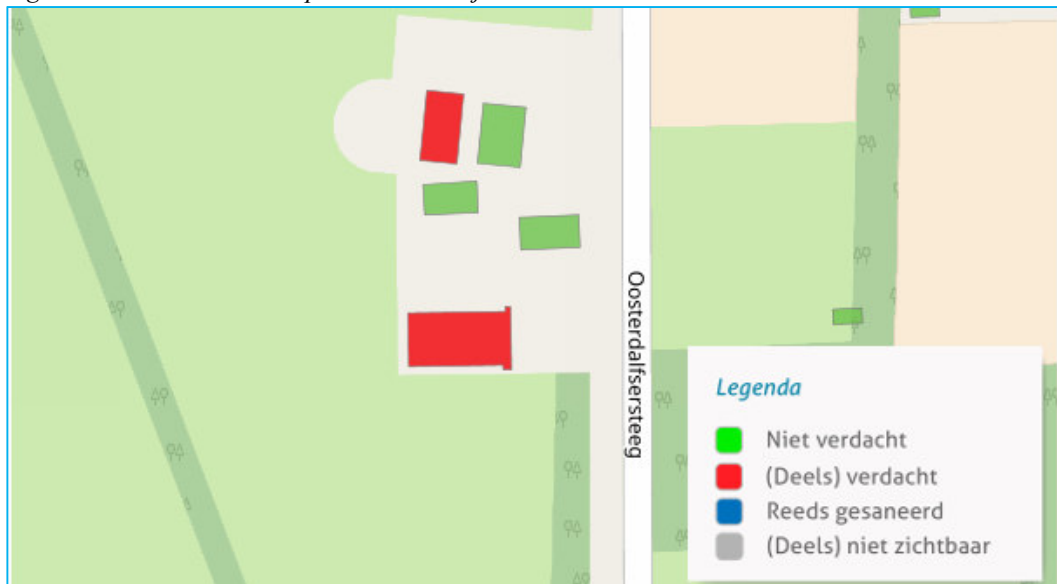 Oosterdalfsersteeg
Legenda
Niet verdacht
(Deels) verdacht
Reeds gesaneerd
(Deels) niet zichtbaar